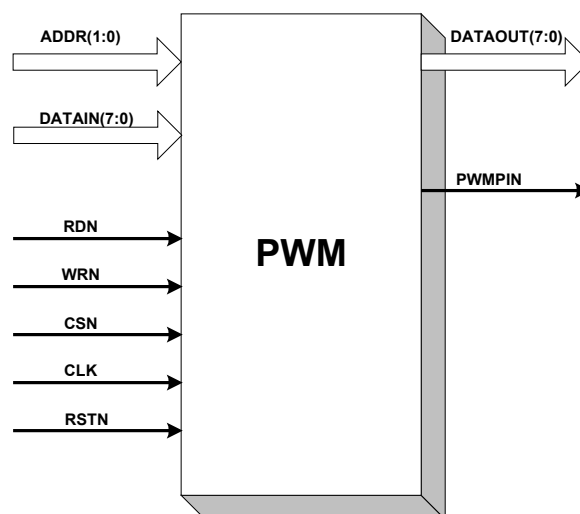 ADDR(1:0)
DATAOUT(7:0)
DATAIN(7:0)
PWMPIN
RDN
PWM
WRN
CSN
CLK
RSTN